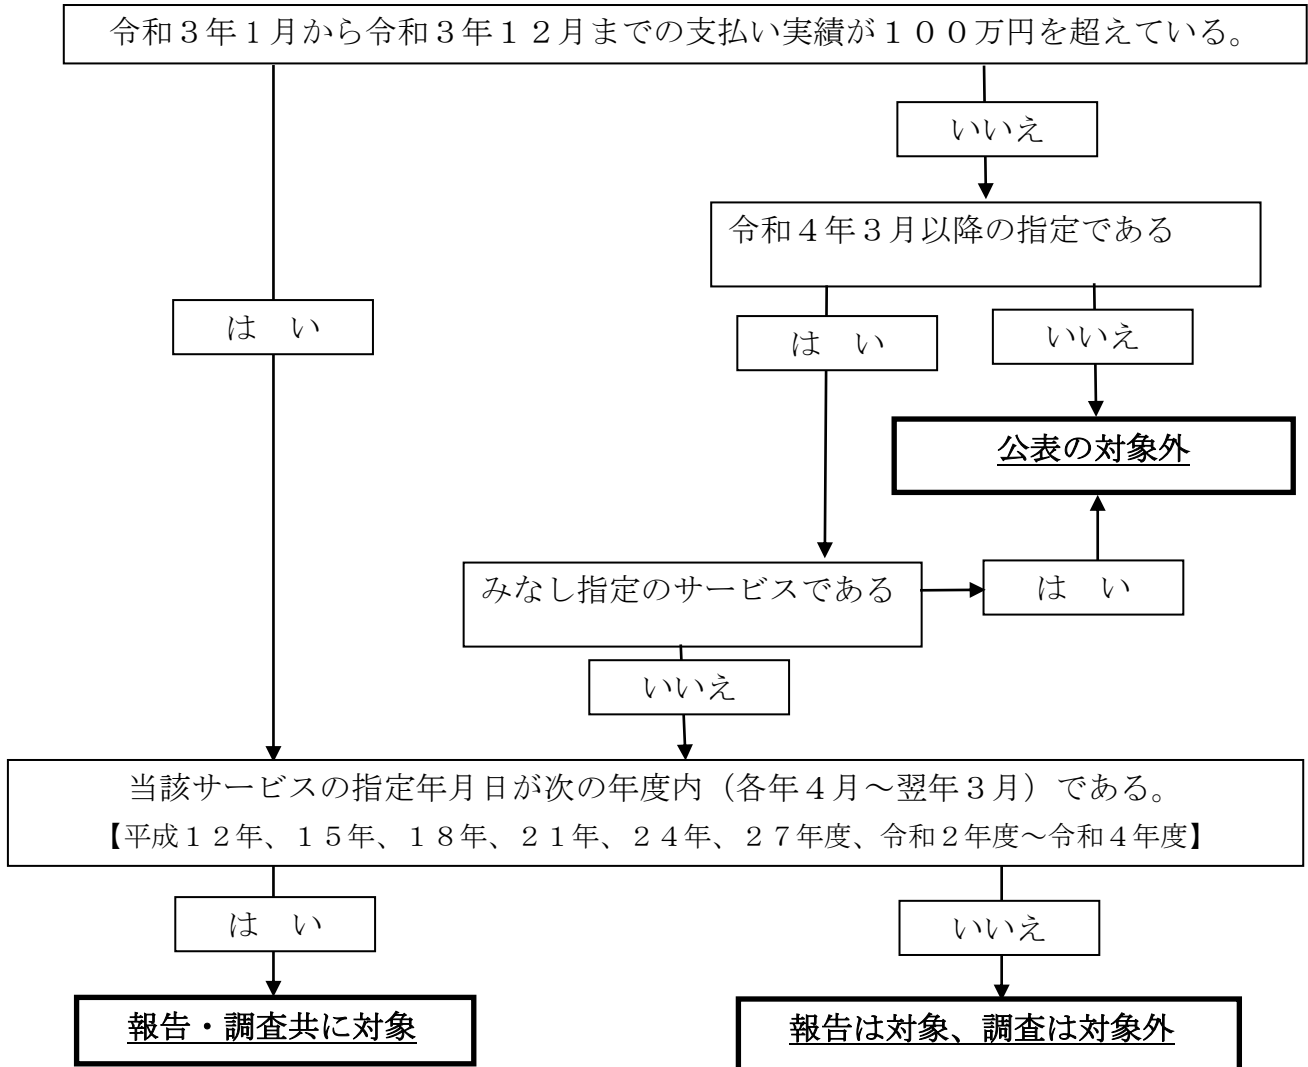 令和３年１月から令和３年１２月までの支払い実績が１００万円を超えている。
いいえ
令和４年３月以降の指定である
は　い
は　い
いいえ
公表の対象外
みなし指定のサービスである
は　い
いいえ
当該サービスの指定年月日が次の年度内（各年４月～翌年３月）である。
【平成１２年、１５年、１８年、２１年、２４年、２７年度、令和２年度～令和４年度】
は　い
いいえ
報告・調査共に対象
報告は対象、調査は対象外